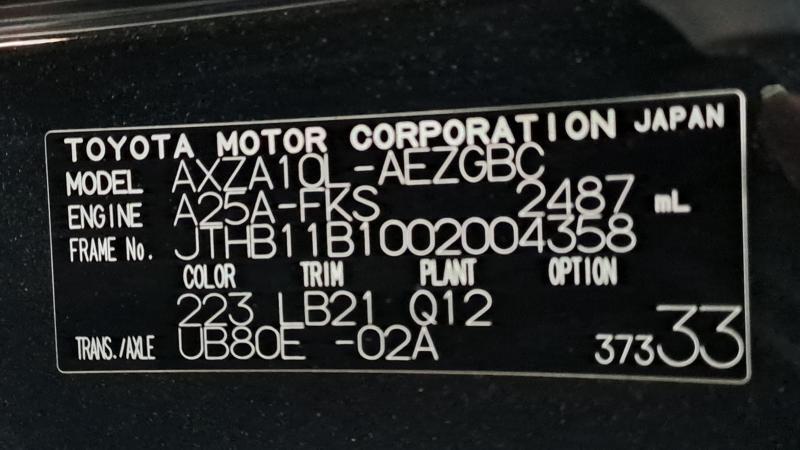 TOYOTA MOTOR CORPORATION JAPAN
MODEL AXZA10L-AEZGBC
ENGINE A25A-FKS 2487 mL
FRAME No. JTHB11B1002004358
COLOR TRIM PLANT OPTION
223 LB21 Q12
TRANS./AXLE UB80E -02A 37333